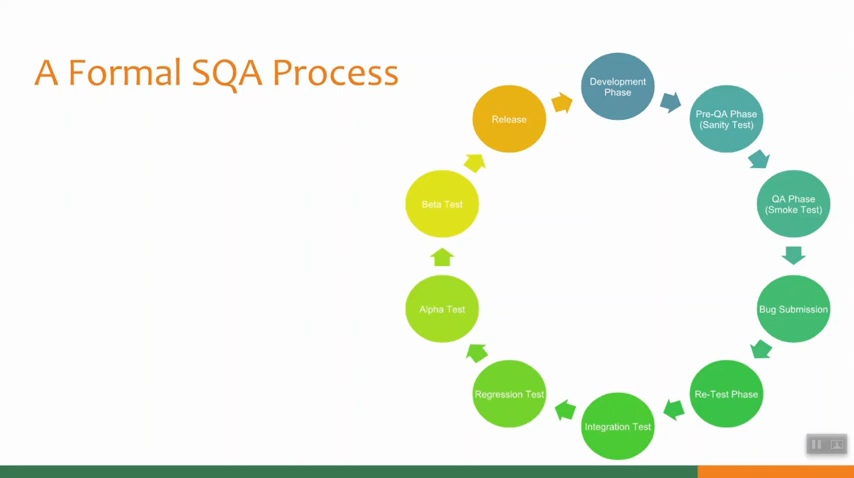 A Formal SQA Process
Development
Phase
Pre-QA Phase
(Sanity Test)
QA Phase
(Smoke Test)
Bug Submission
Re-Test Phase
Integration Test
Regression Test
Alpha Test
Beta Test
Release